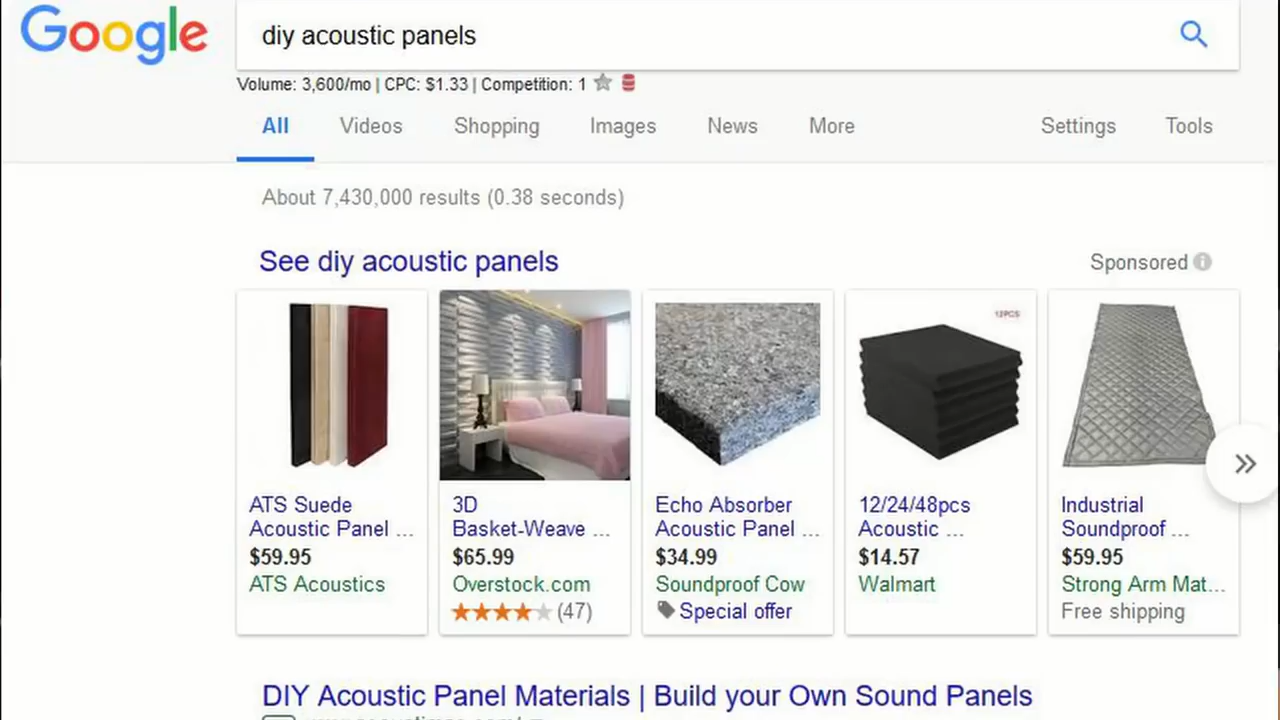 Google
diy acoustic panels
Volume: 3,600/mo | CPC: $1.33 | Competition: 1
All Videos Shopping Images News More Settings Tools
About 7,430,000 results (0.38 seconds)
See diy acoustic panels
Sponsored
12PCS
ATS Suede
Acoustic Panel ...
$59.95
ATS Acoustics
3D
Basket-Weave ...
$65.99
Overstock.com
(47)
Echo Absorber
Acoustic Panel ...
$34.99
Soundproof Cow
Special offer
12/24/48pcs
Acoustic ...
$14.57
Walmart
Industrial
Soundproof ...
$59.95
Strong Arm Mat...
Free shipping
DIY Acoustic Panel Materials | Build your Own Sound Panels